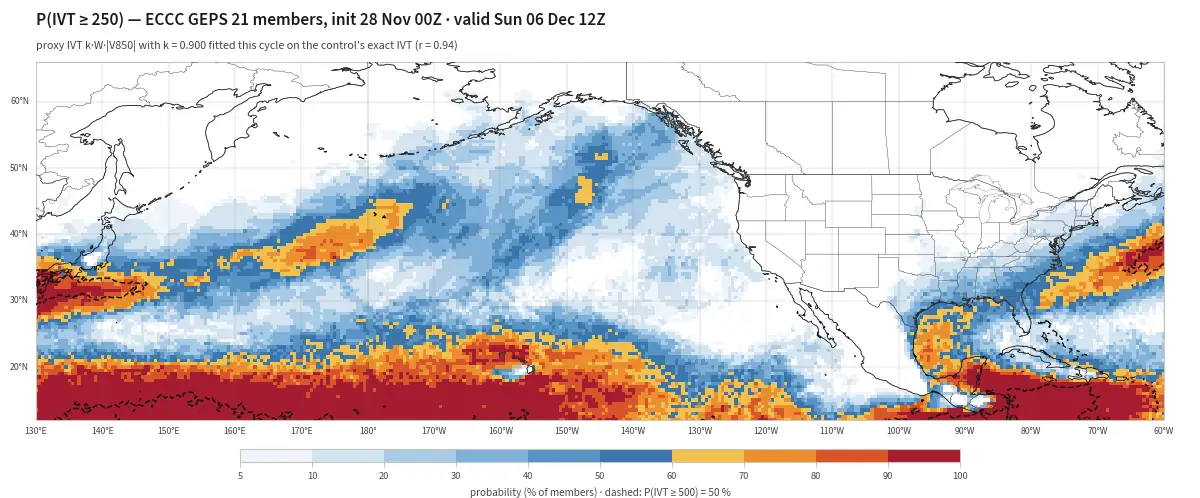 P(IVT ≥ 250) — ECCC GEPS 21 members, init 28 Nov 00Z · valid Sun 06 Dec 12Z
proxy IVT k·W·|V850| with k = 0.900 fitted this cycle on the control's exact IVT (r = 0.94)
60°N
50°N
40°N
30°N
20°N
130°E 140°E 150°E 160°E 170°E 180° 170°W 160°W 150°W 140°W 130°W 120°W 110°W 100°W 90°W 80°W 70°W 60°W
5 10 20 30 40 50 60 70 80 90 100
probability (% of members) · dashed: P(IVT ≥ 500) = 50 %